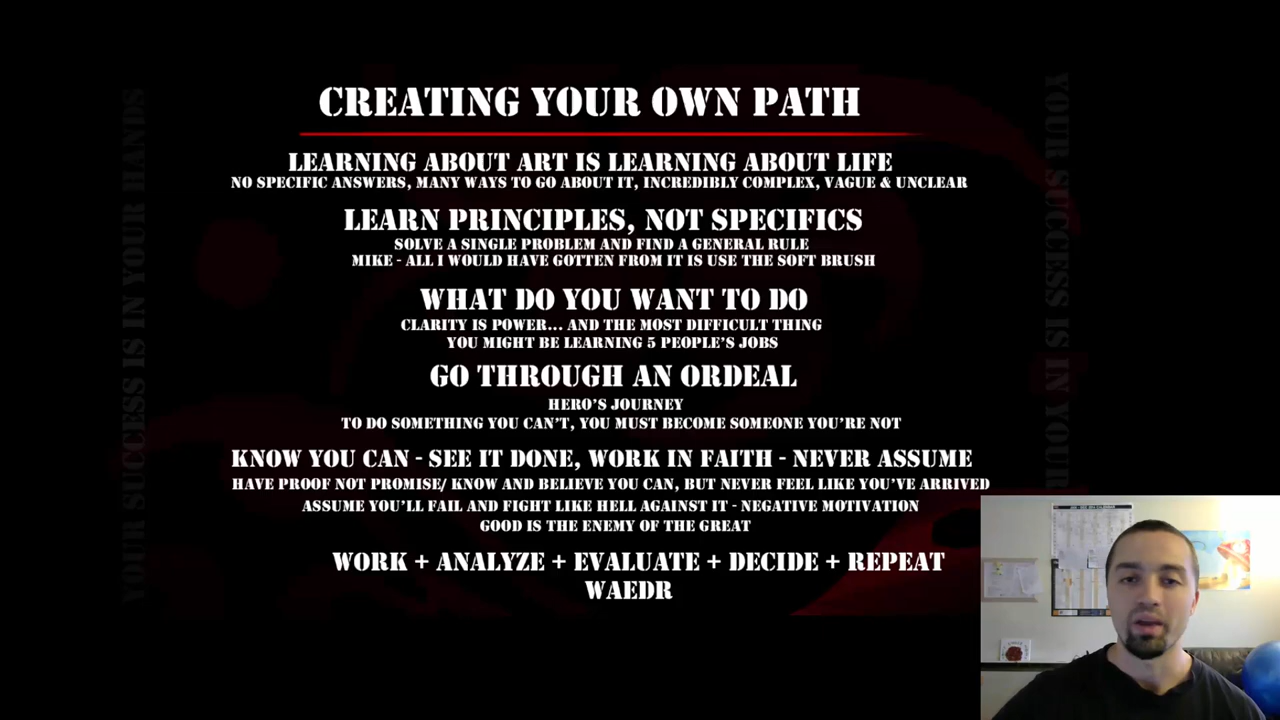 CREATING YOUR OWN PATH
LEARNING ABOUT ART IS LEARNING ABOUT LIFE
NO SPECIFIC ANSWERS, MANY WAYS TO GO ABOUT IT, INCREDIBLY COMPLEX, VAGUE & UNCLEAR
LEARN PRINCIPLES, NOT SPECIFICS
SOLVE A SINGLE PROBLEM AND FIND A GENERAL RULE
MIKE - ALL I WOULD HAVE GOTTEN FROM IT IS USE THE SOFT BRUSH
WHAT DO YOU WANT TO DO
CLARITY IS POWER... AND THE MOST DIFFICULT THING
YOU MIGHT BE LEARNING 5 PEOPLE'S JOBS
GO THROUGH AN ORDEAL
HERO'S JOURNEY
TO DO SOMETHING YOU CAN'T, YOU MUST BECOME SOMEONE YOU'RE NOT
KNOW YOU CAN - SEE IT DONE, WORK IN FAITH - NEVER ASSUME
HAVE PROOF NOT PROMISE/ KNOW AND BELIEVE YOU CAN, BUT NEVER FEEL LIKE YOU'VE ARRIVED
ASSUME YOU'LL FAIL AND FIGHT LIKE HELL AGAINST IT - NEGATIVE MOTIVATION
GOOD IS THE ENEMY OF THE GREAT
WORK + ANALYZE + EVALUATE + DECIDE + REPEAT
WAEDR
YOUR SUCCESS IS IN YOUR HANDS
YOUR SUCCESS IS IN YOUR